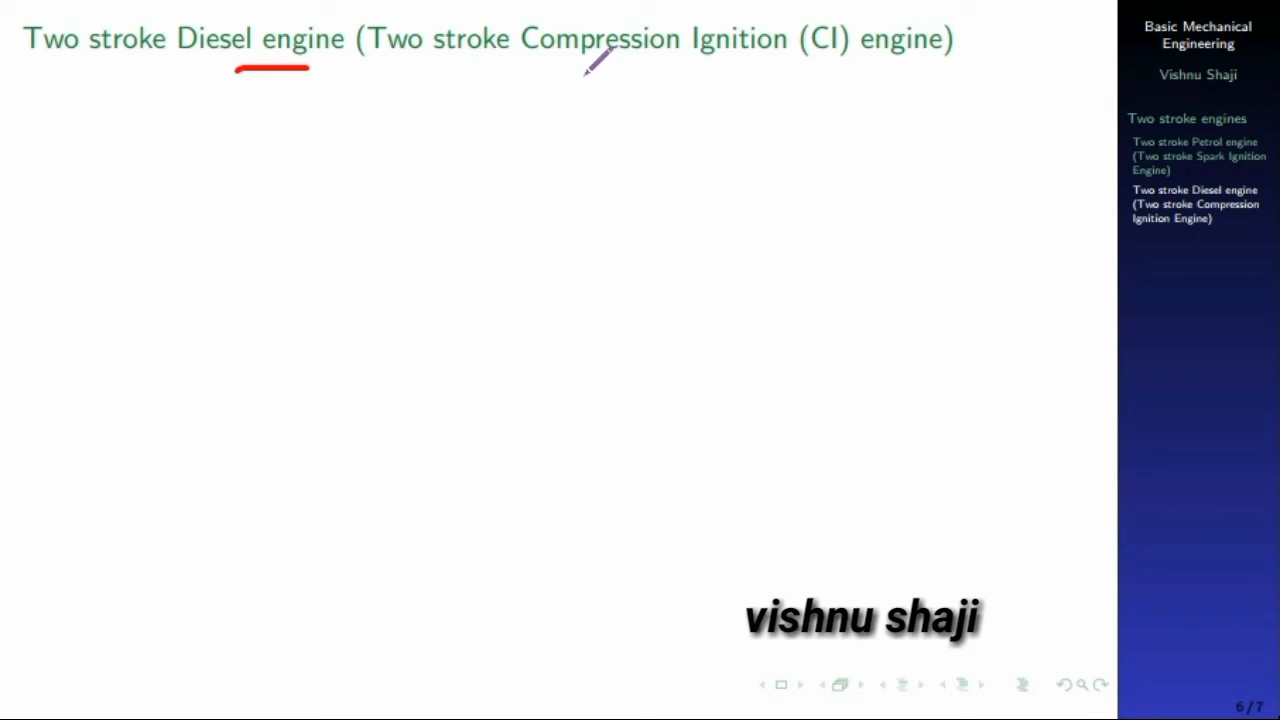 Two stroke Diesel engine (Two stroke Compression Ignition (CI) engine)
Basic Mechanical
Engineering
Vishnu Shaji
Two stroke engines
Two stroke Petrol engine
(Two stroke Spark Ignition
Engine)
Two stroke Diesel engine
(Two stroke Compression
Ignition Engine)
vishnu shaji
6 / 7